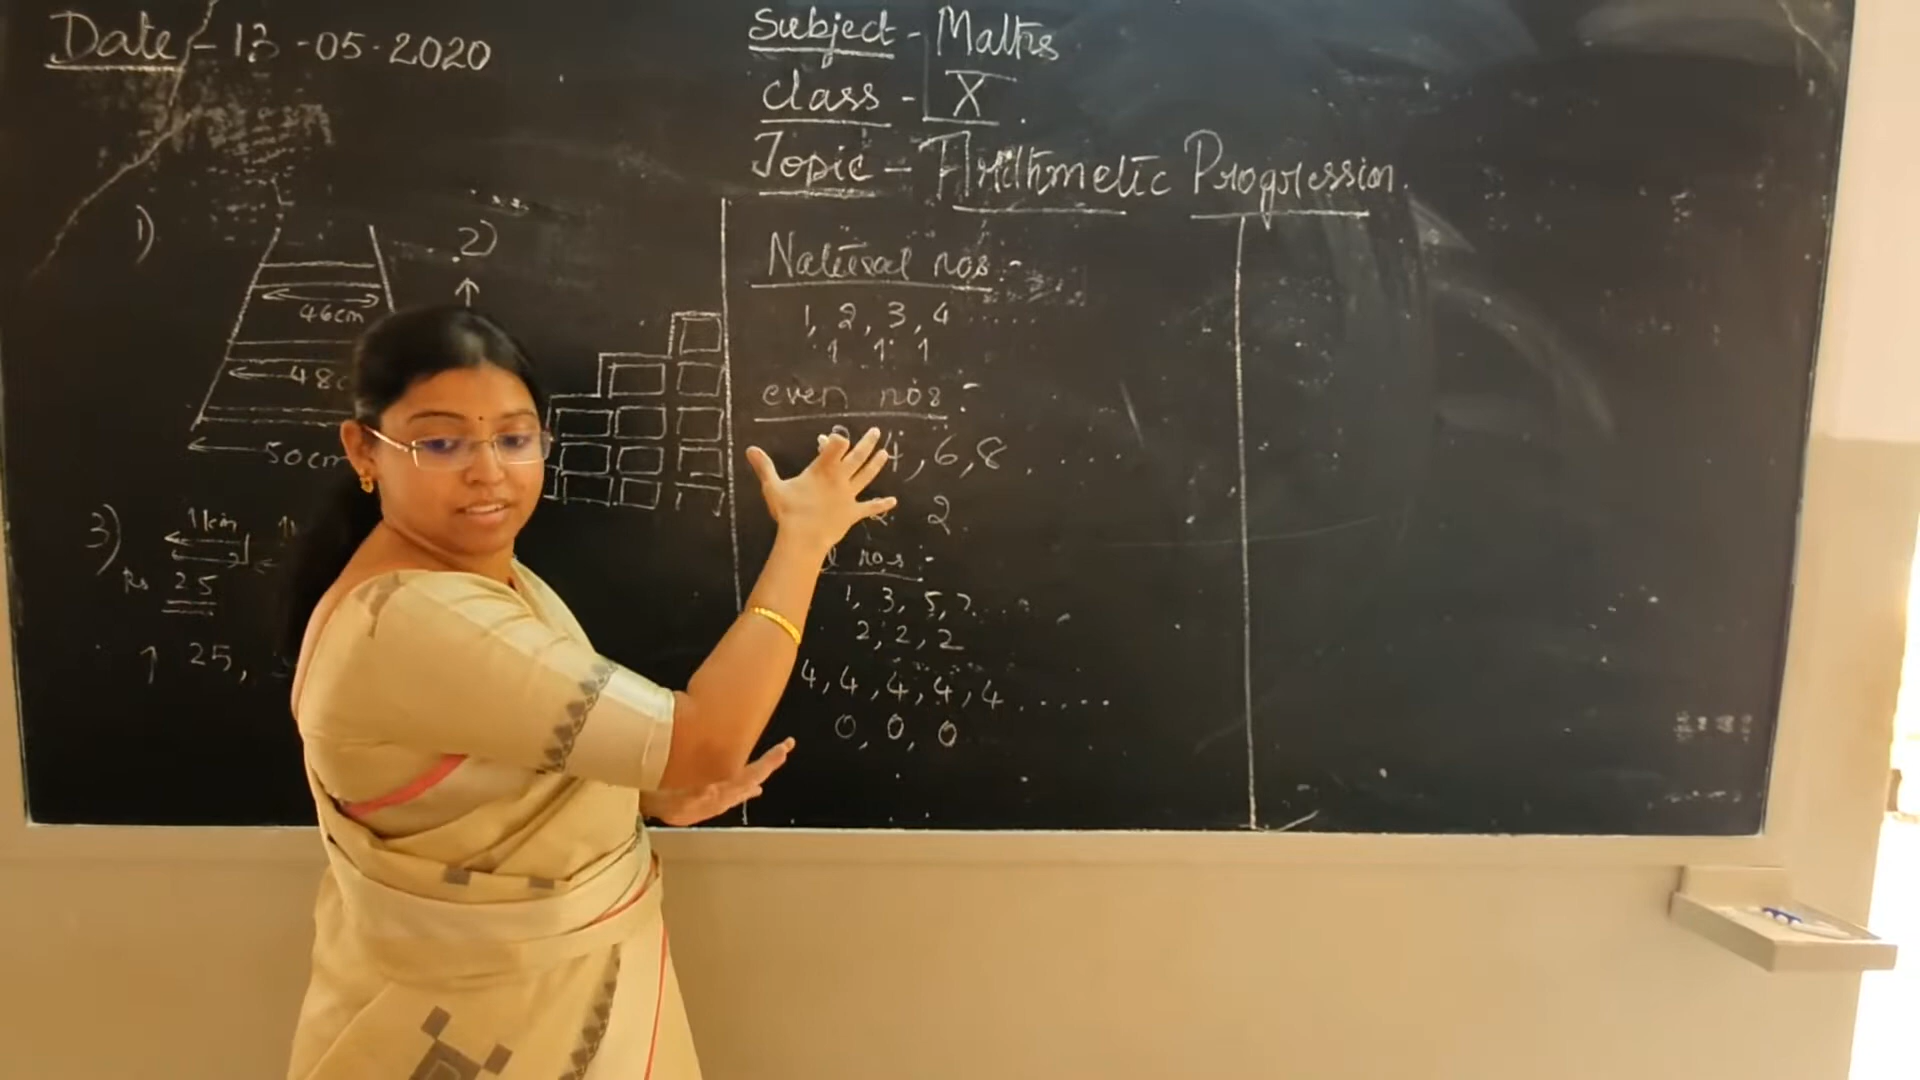 Date - 13-05-2020
Subject - Maths
Class - X
Topic - Arithmetic Progression.
1)
46cm
48c
50cm
2)
3)
1km
Rs 25
25,
Natural nos:-
1, 2, 3, 4 ....
1 1 1
even nos:-
4, 6, 8 ....
2 2.
nos:-
1, 3, 5, 7 ....
2, 2, 2
4, 4, 4, 4, 4 .....
0, 0, 0